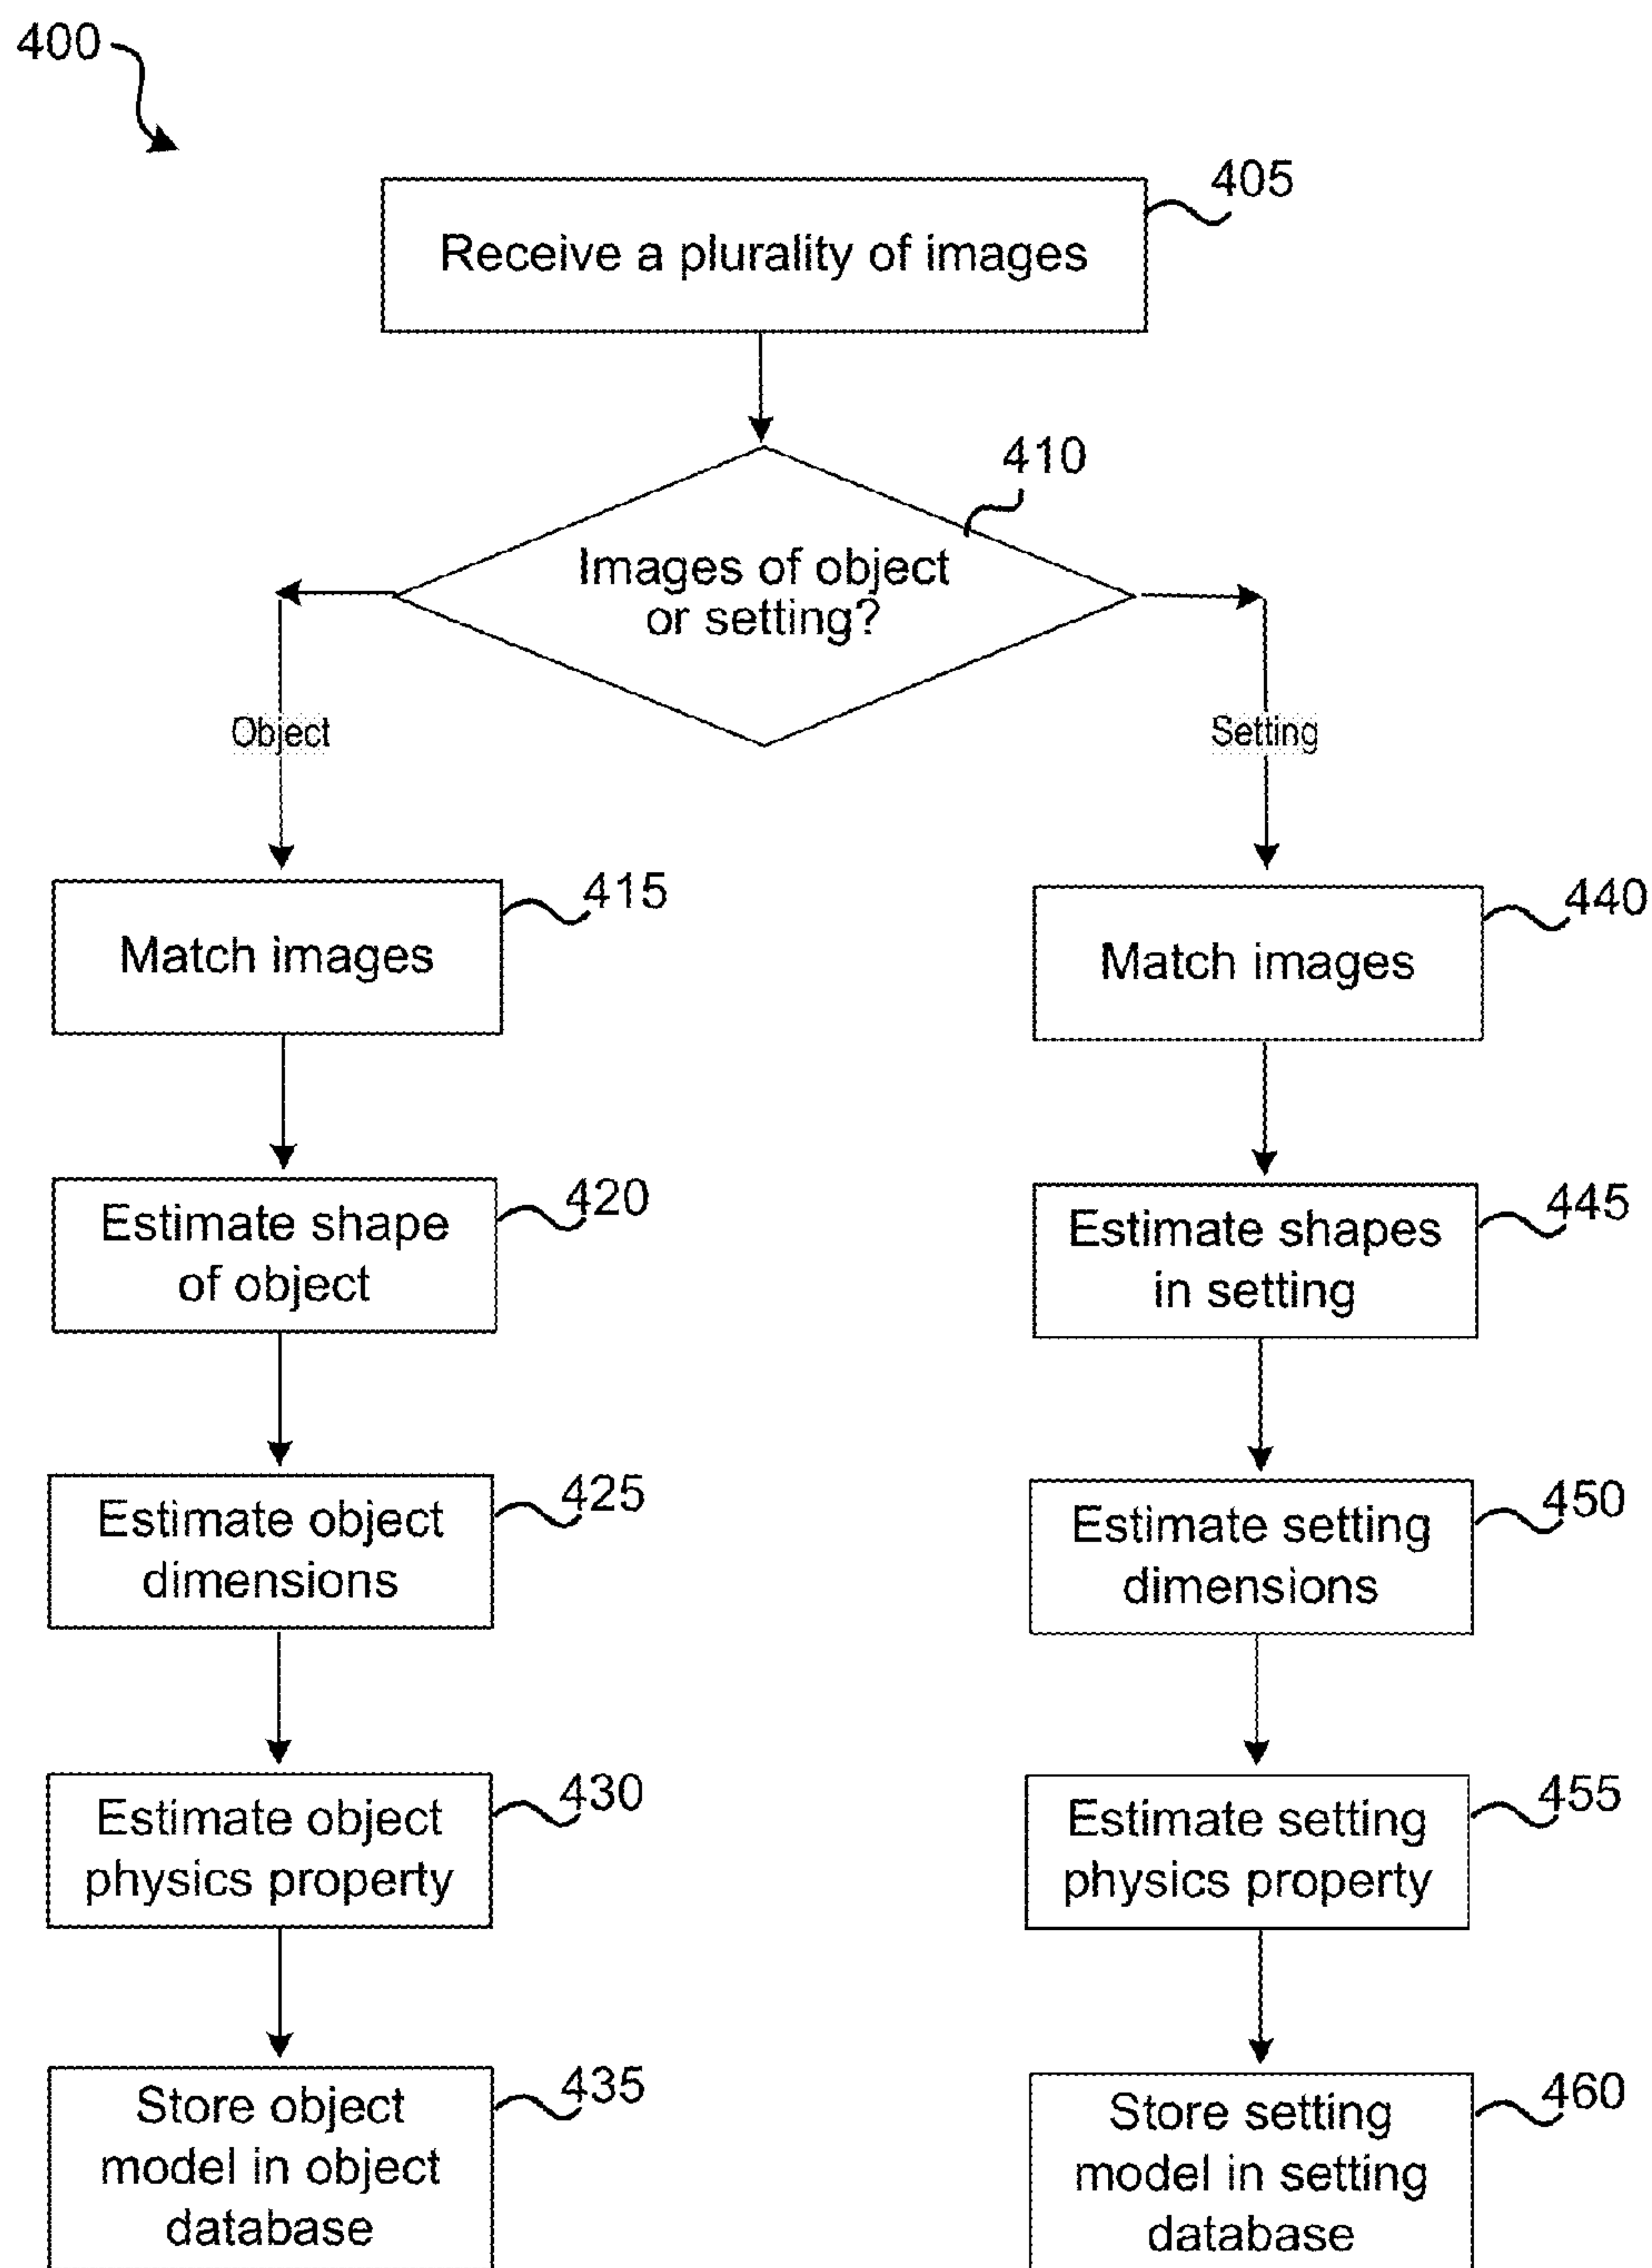 400
405
Receive a plurality of images
410
Images of object
or setting?
Object
Setting
415
Match images
440
Match images
420
Estimate shape
of object
445
Estimate shapes
in setting
425
Estimate object
dimensions
450
Estimate setting
dimensions
430
Estimate object
physics property
455
Estimate setting
physics property
435
Store object
model in object
database
460
Store setting
model in setting
database